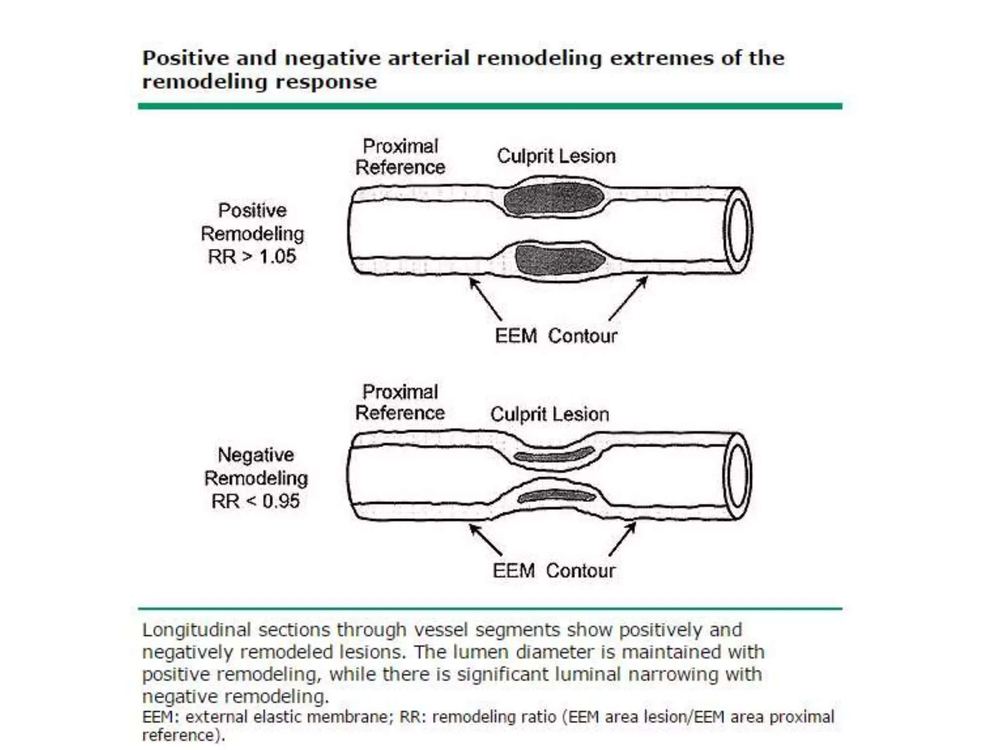 Positive and negative arterial remodeling extremes of the
remodeling response
Proximal
Reference
Culprit Lesion
Positive
Remodeling
RR > 1.05
EEM Contour
Proximal
Reference
Culprit Lesion
Negative
Remodeling
RR < 0.95
EEM Contour
Longitudinal sections through vessel segments show positively and
negatively remodeled lesions. The lumen diameter is maintained with
positive remodeling, while there is significant luminal narrowing with
negative remodeling.
EEM: external elastic membrane; RR: remodeling ratio (EEM area lesion/EEM area proximal
reference).